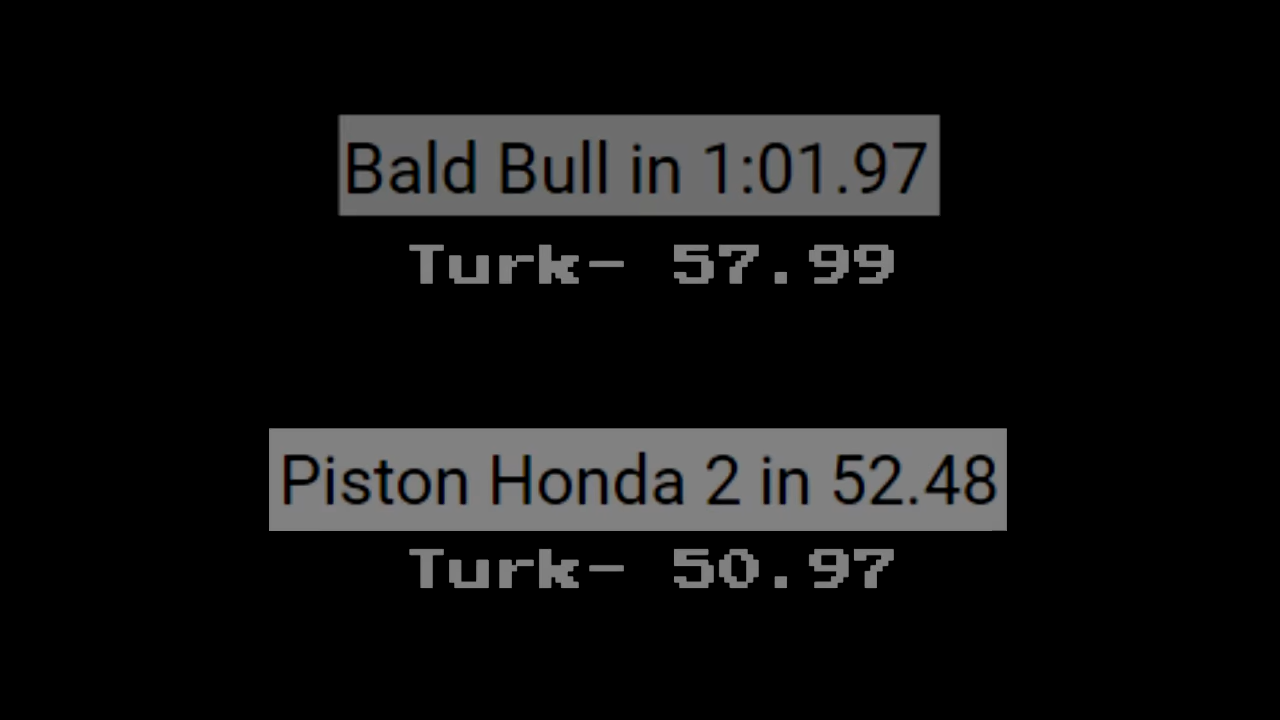 Bald Bull in 1:01.97
Turk- 57.99
Piston Honda 2 in 52.48
Turk- 50.97